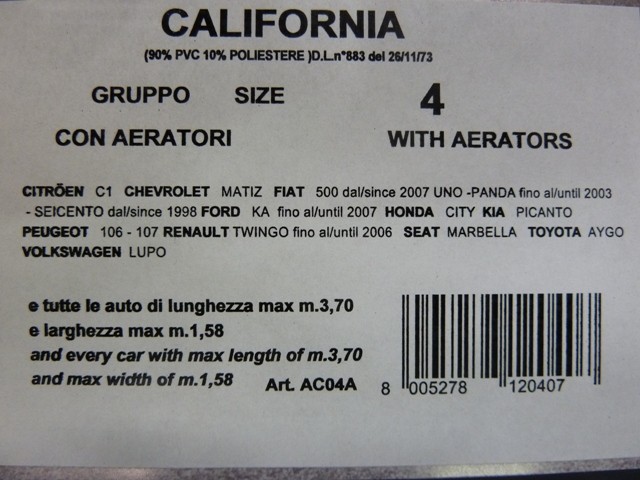 CALIFORNIA
(90% PVC 10% POLIESTERE )D.L.n°883 del 26/11/73
GRUPPO SIZE 4
CON AERATORI WITH AERATORS
CITRÖEN C1 CHEVROLET MATIZ FIAT 500 dal/since 2007 UNO -PANDA fino al/until 2003
- SEICENTO dal/since 1998 FORD KA fino al/until 2007 HONDA CITY KIA PICANTO
PEUGEOT 106 - 107 RENAULT TWINGO fino al/until 2006 SEAT MARBELLA TOYOTA AYGO
VOLKSWAGEN LUPO
e tutte le auto di lunghezza max m.3,70
e larghezza max m.1,58
and every car with max length of m.3,70
and max width of m.1,58 Art. AC04A
8 005278 120407